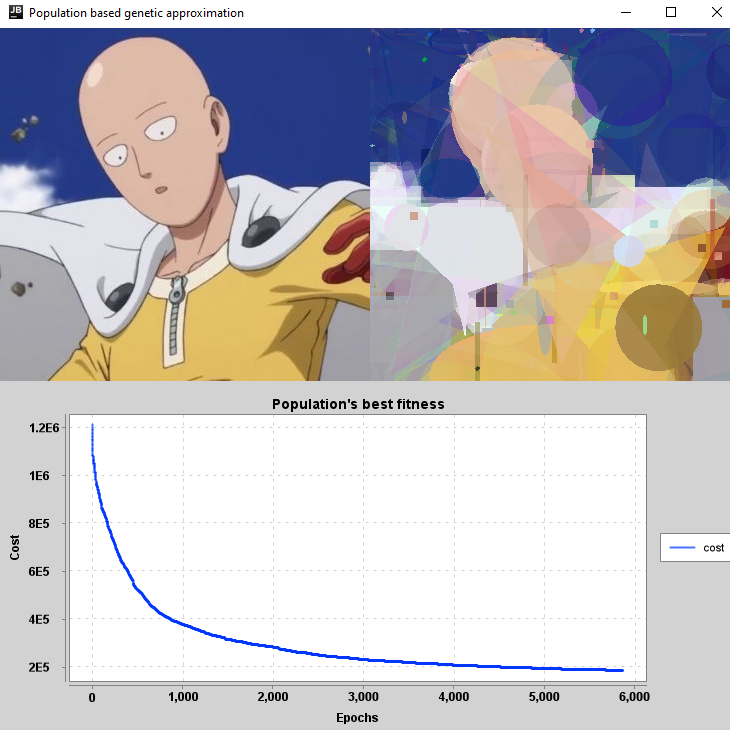 JB Population based genetic approximation
Population's best fitness
1.2E6
1E6
8E5
6E5
4E5
2E5
Cost
0 1,000 2,000 3,000 4,000 5,000 6,000
Epochs
cost